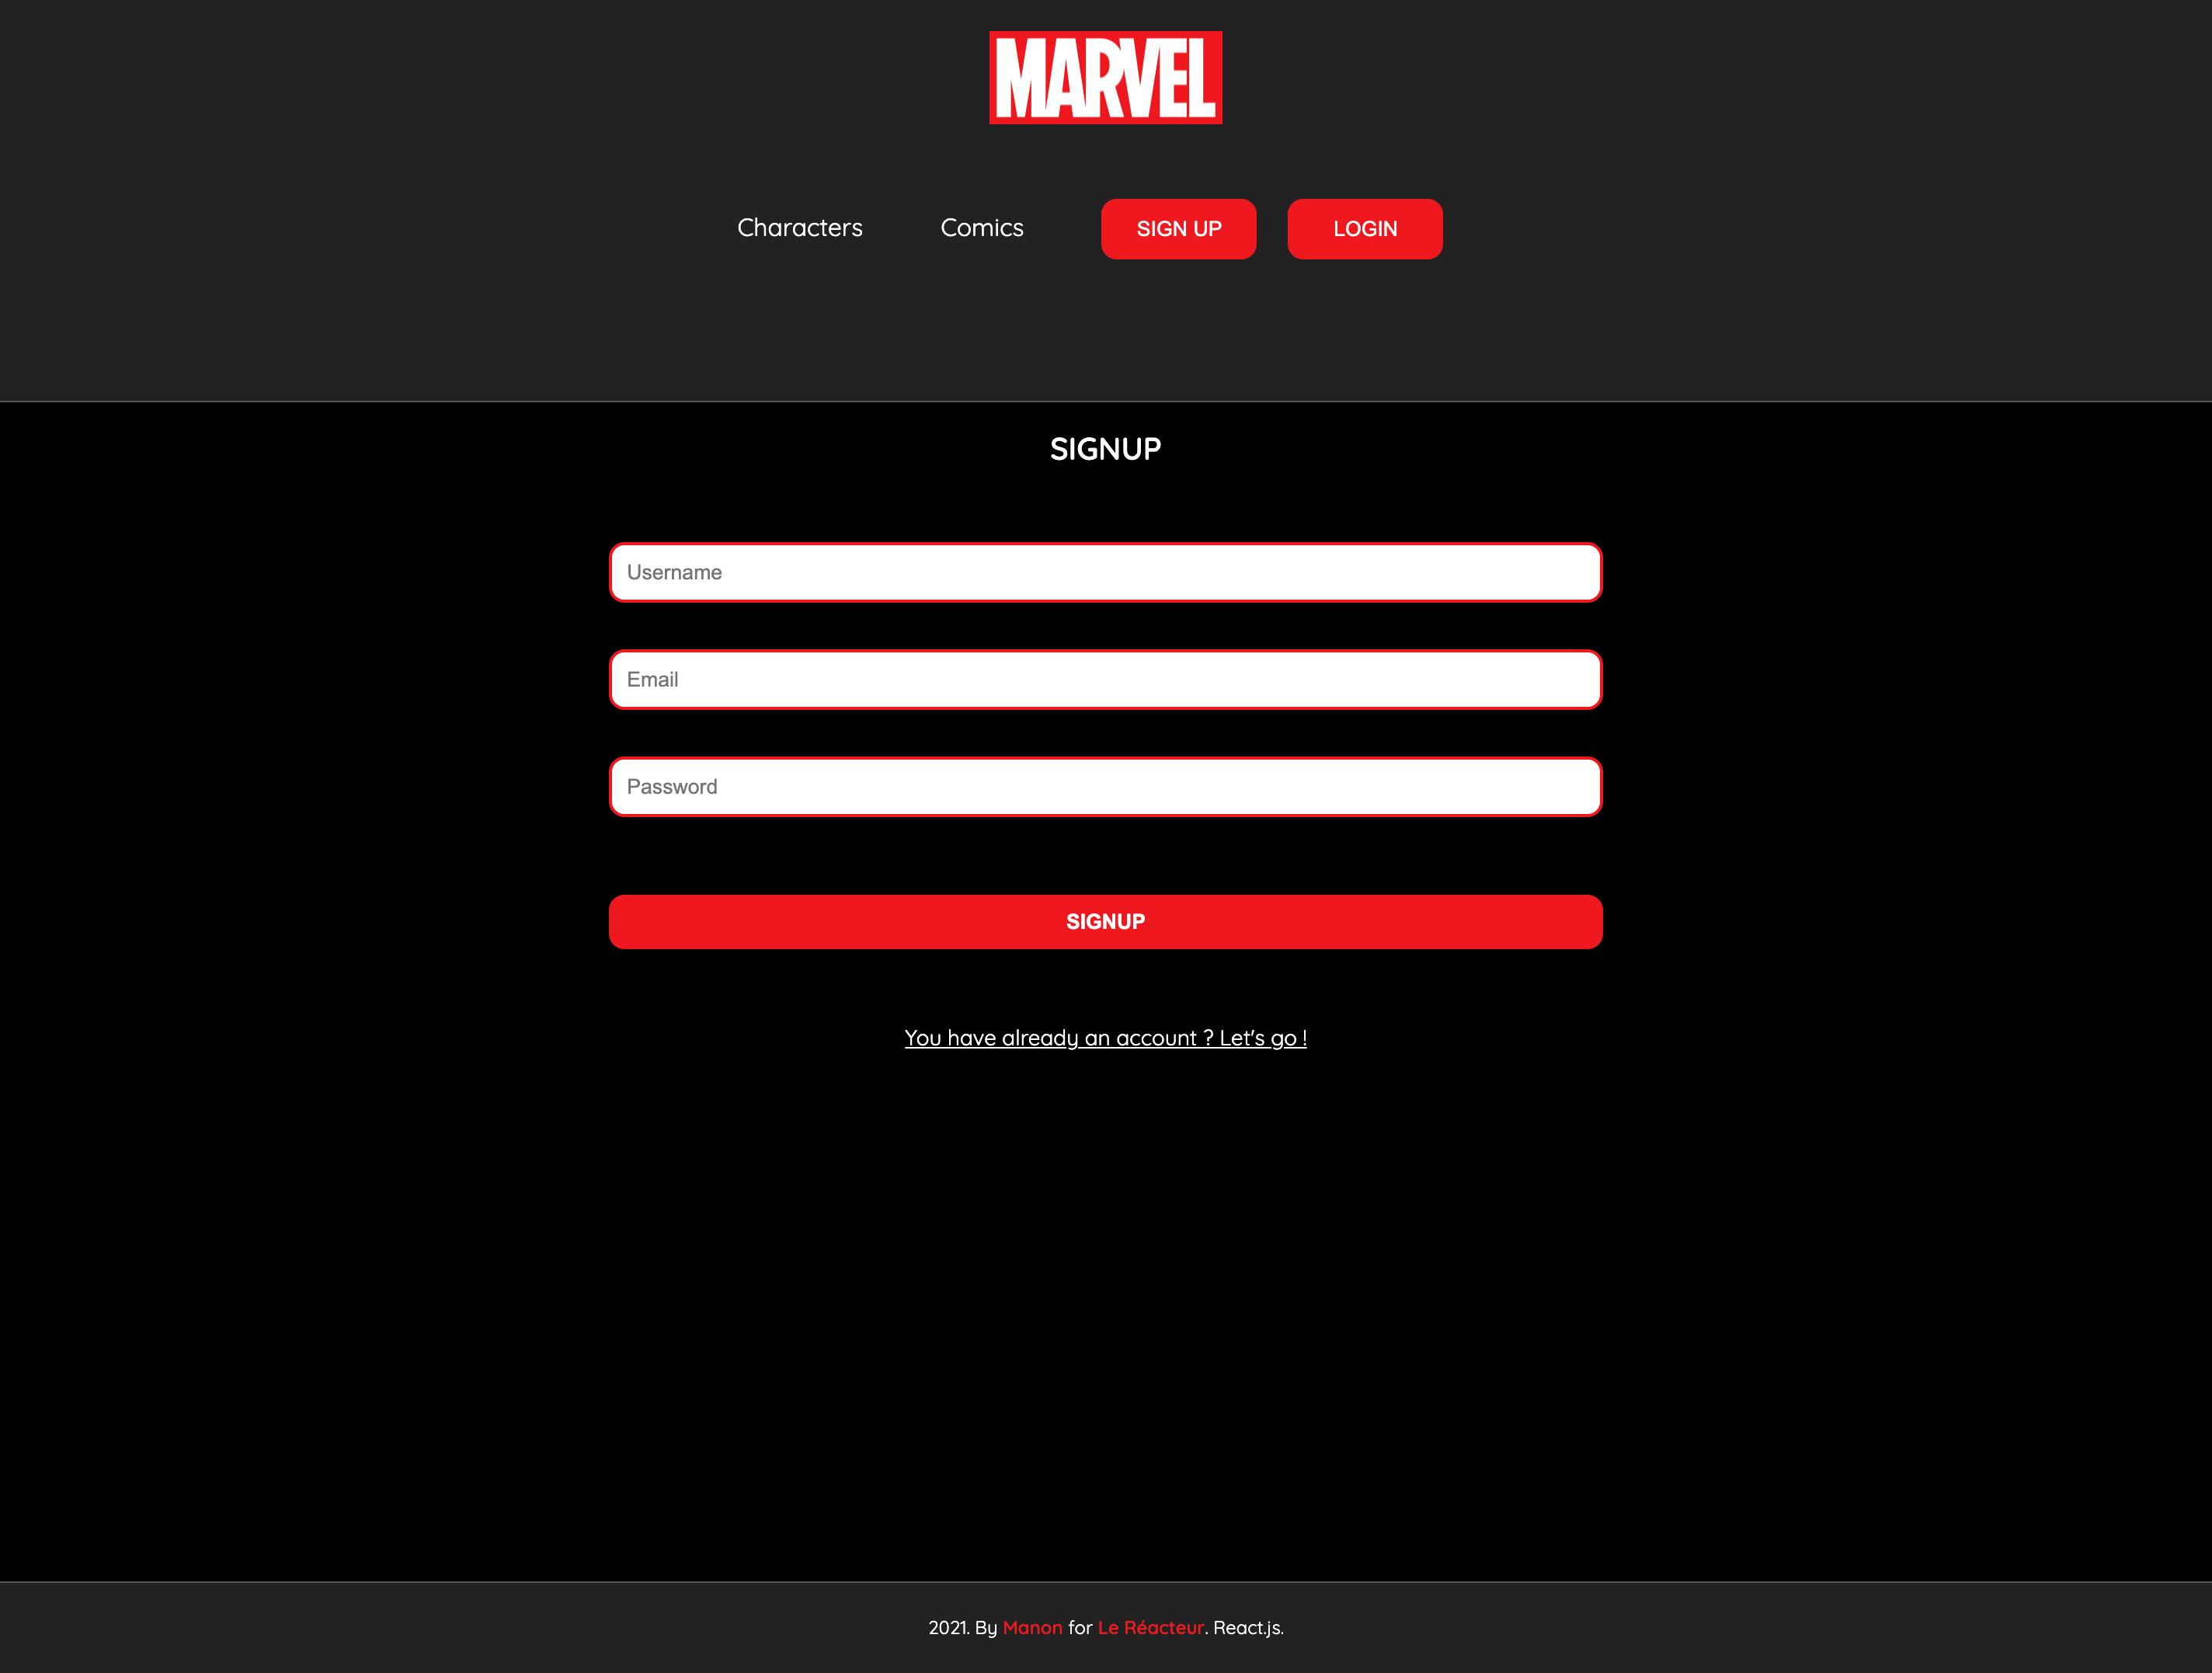 MARVEL
Characters Comics SIGN UP LOGIN
SIGNUP
Username
Email
Password
SIGNUP
You have already an account ? Let's go !
2021. By Manon for Le Réacteur. React.js.